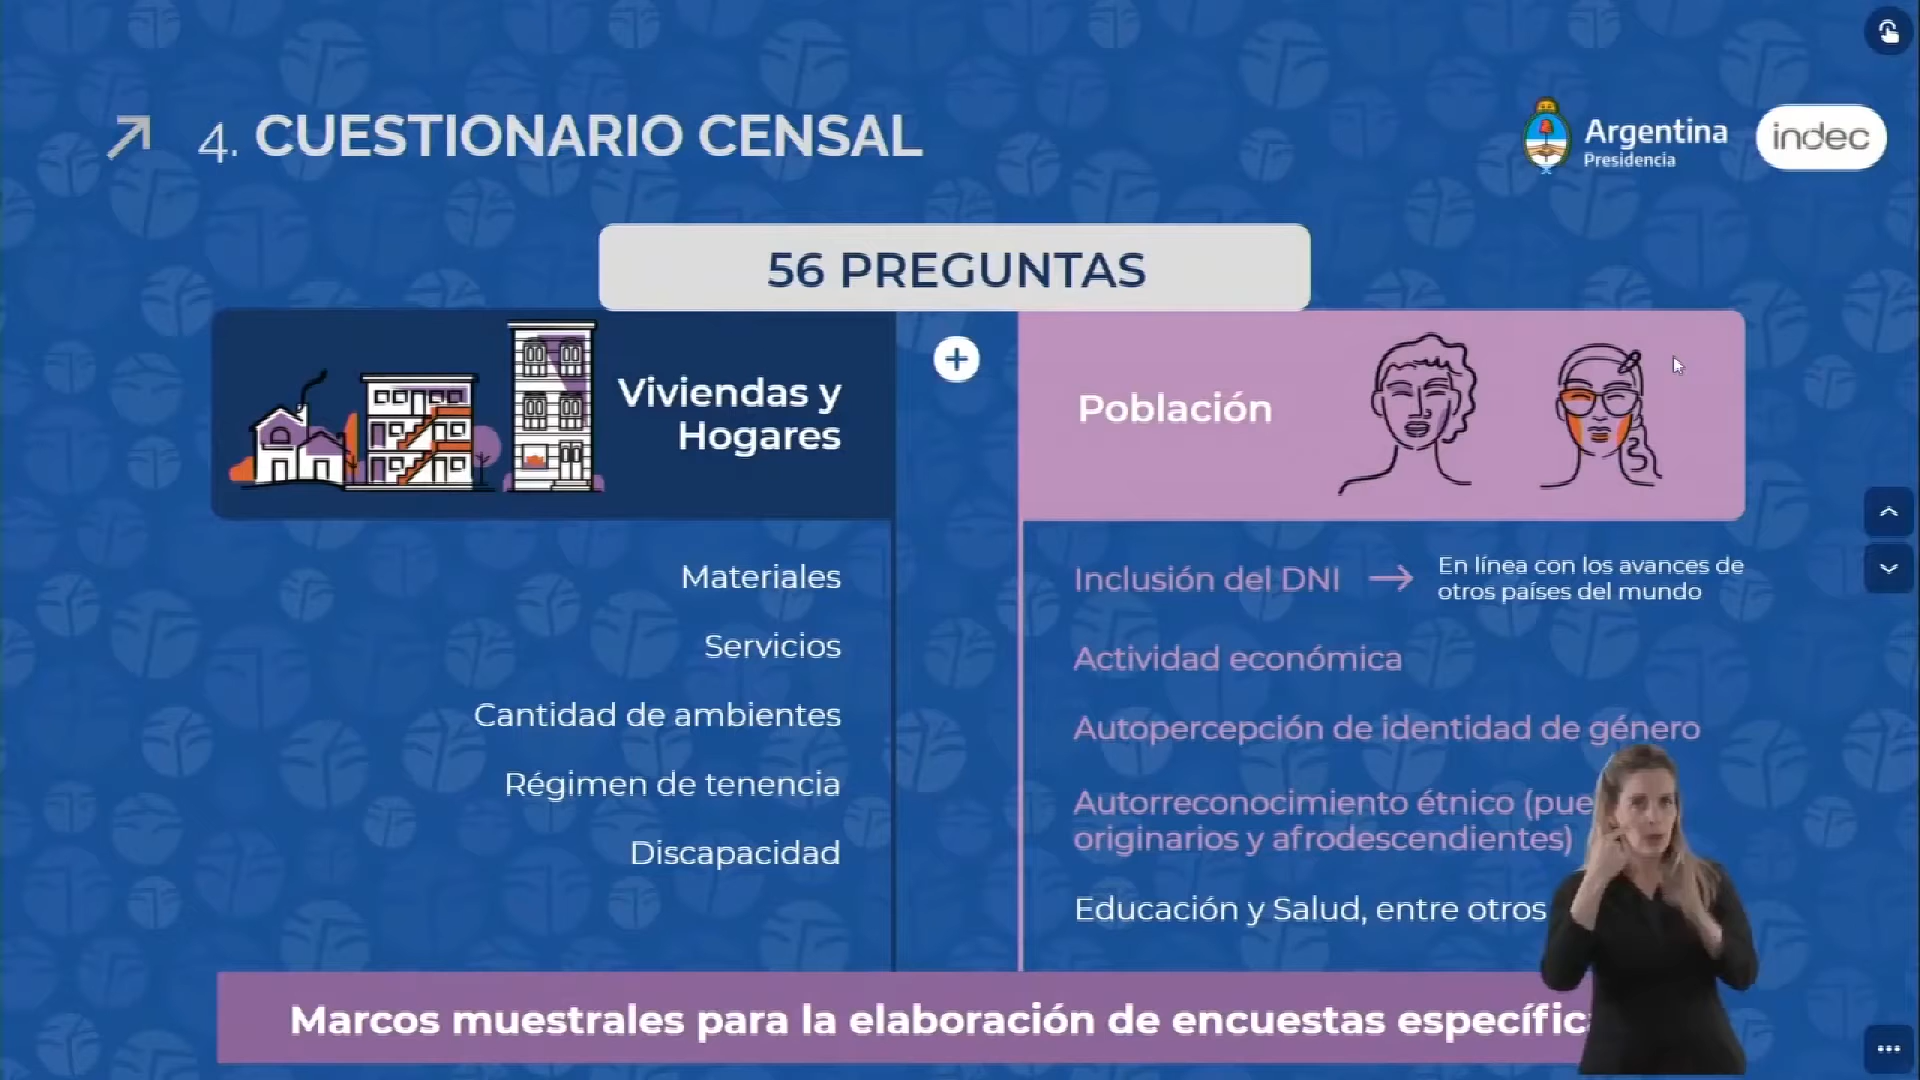 4. CUESTIONARIO CENSAL
Argentina
Presidencia
indec
56 PREGUNTAS
Viviendas y
Hogares
+
Población
Materiales
Servicios
Cantidad de ambientes
Régimen de tenencia
Discapacidad
Inclusión del DNI →
En línea con los avances de
otros países del mundo
Actividad económica
Autopercepción de identidad de género
Autorreconocimiento étnico (pue
originarios y afrodescendientes)
Educación y Salud, entre otros
Marcos muestrales para la elaboración de encuestas específic